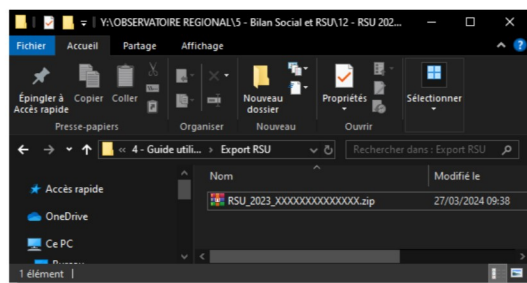 Y:\OBSERVATOIRE REGIONAL\5 - Bilan Social et RSU\12 - RSU 202...
Fichier Accueil Partage Affichage
Épingler à Accès rapide
Copier
Coller
Nouveau dossier
Propriétés
Sélectionner
Presse-papiers Organiser Nouveau Ouvrir
« 4 - Guide utili... › Export RSU
Rechercher dans : Export RSU
Nom Modifié le
Accès rapide
RSU_2023_XXXXXXXXXXXXXX.zip 27/03/2024 09:38
OneDrive
Ce PC
1 élément